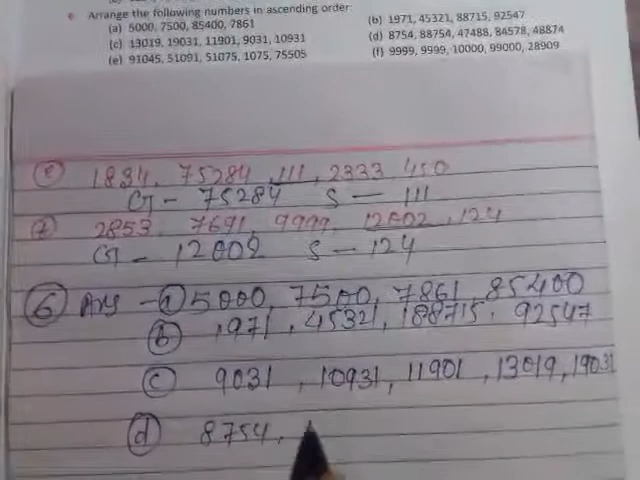 6 Arrange the following numbers in ascending order:
(a) 5000, 7500, 85400, 7861
(b) 1971, 45321, 88715, 92547
(c) 13019, 19031, 11901, 9031, 10931
(d) 8754, 88754, 47488, 84578, 48874
(e) 91045, 51091, 51075, 1075, 75505
(f) 9999, 9999, 10000, 99000, 28909
(e) 1834, 75284, 111, 2333 450
G - 75284 S - 111
2853, 7691, 9999, 12002, 124
G - 12002 S - 124
(6) Ans - (a) 5000, 7500, 7861, 85400
(b) 1971, 45321, 188715, 92547
(c) 9031, 10931, 11901, 13019, 19031
(d) 8754,